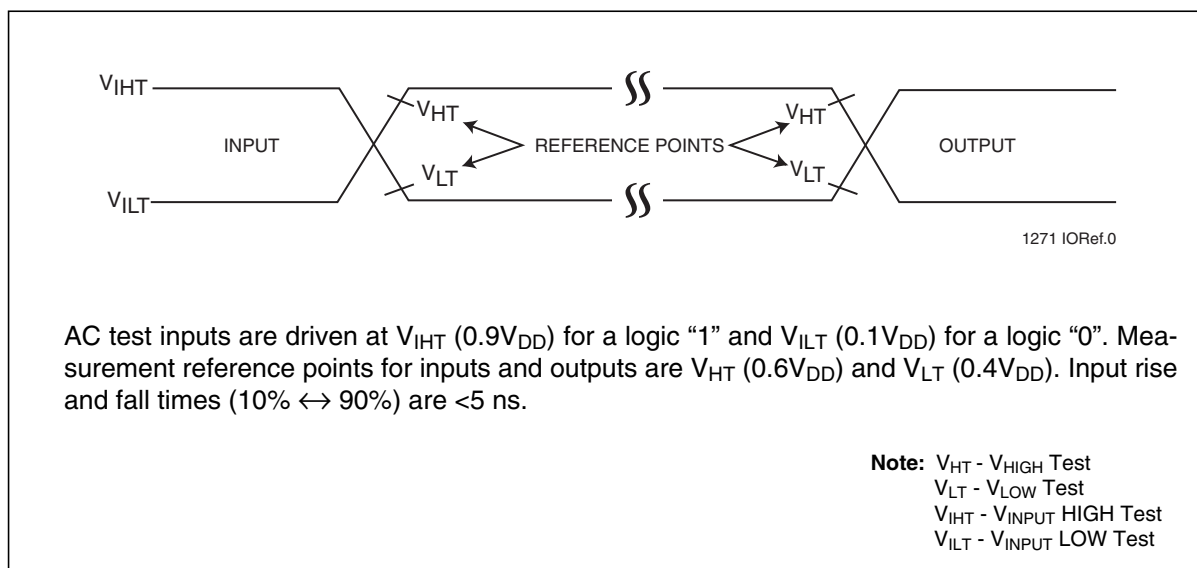 VIHT
VHT
VHT
INPUT
REFERENCE POINTS
OUTPUT
VLT
VLT
VILT
1271 IORef.0
AC test inputs are driven at VIHT (0.9VDD) for a logic “1” and VILT (0.1VDD) for a logic “0”. Mea-
surement reference points for inputs and outputs are VHT (0.6VDD) and VLT (0.4VDD). Input rise
and fall times (10% ↔ 90%) are <5 ns.
Note: VHT - VHIGH Test
VLT - VLOW Test
VIHT - VINPUT HIGH Test
VILT - VINPUT LOW Test